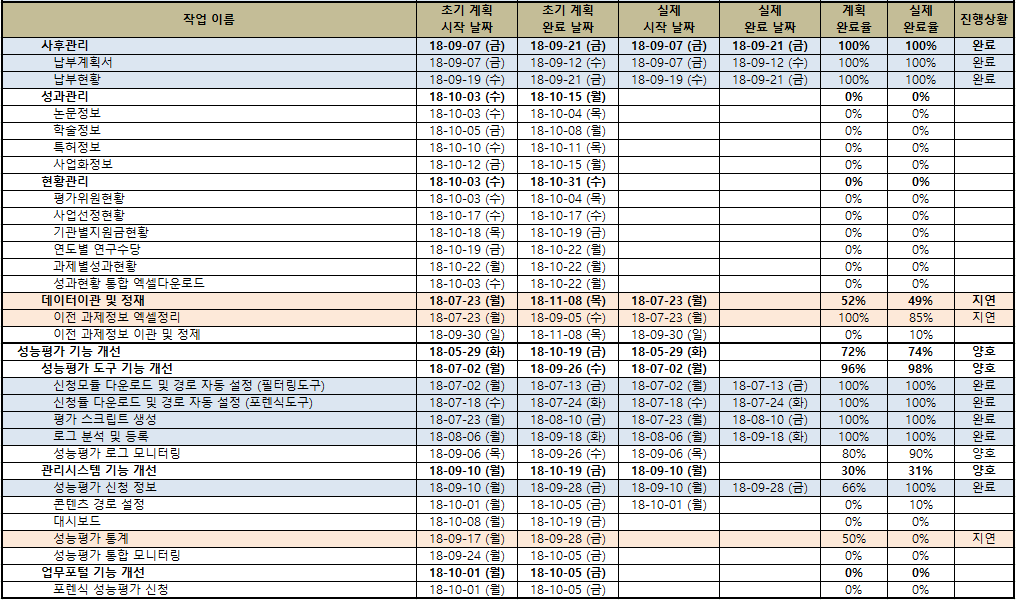 작업 이름 초기 계획 시작 날짜 초기 계획 완료 날짜 실제 시작 날짜 실제 완료 날짜 계획 완료율 실제 완료율 진행상황
사후관리 18-09-07 (금) 18-09-21 (금) 18-09-07 (금) 18-09-21 (금) 100% 100% 완료
납부계획서 18-09-07 (금) 18-09-12 (수) 18-09-07 (금) 18-09-12 (수) 100% 100% 완료
납부현황 18-09-19 (수) 18-09-21 (금) 18-09-19 (수) 18-09-21 (금) 100% 100% 완료
성과관리 18-10-03 (수) 18-10-15 (월) 0% 0%
논문정보 18-10-03 (수) 18-10-04 (목) 0% 0%
학술정보 18-10-05 (금) 18-10-08 (월) 0% 0%
특허정보 18-10-10 (수) 18-10-11 (목) 0% 0%
사업화정보 18-10-12 (금) 18-10-15 (월) 0% 0%
현황관리 18-10-03 (수) 18-10-31 (수) 0% 0%
평가위원현황 18-10-03 (수) 18-10-04 (목) 0% 0%
사업선정현황 18-10-17 (수) 18-10-17 (수) 0% 0%
기관별지원금현황 18-10-18 (목) 18-10-19 (금) 0% 0%
연도별 연구수당 18-10-19 (금) 18-10-22 (월) 0% 0%
과제별성과현황 18-10-22 (월) 18-10-22 (월) 0% 0%
성과현황 통합 엑셀다운로드 18-10-03 (수) 18-10-22 (월) 0% 0%
데이터이관 및 정재 18-07-23 (월) 18-11-08 (목) 18-07-23 (월) 52% 49% 지연
이전 과제정보 엑셀정리 18-07-23 (월) 18-09-05 (수) 18-07-23 (월) 100% 85% 지연
이전 과제정보 이관 및 정제 18-09-30 (일) 18-11-08 (목) 18-09-30 (일) 0% 10%
성능평가 기능 개선 18-05-29 (화) 18-10-19 (금) 18-05-29 (화) 72% 74% 양호
성능평가 도구 기능 개선 18-07-02 (월) 18-09-26 (수) 18-07-02 (월) 96% 98% 양호
신청모듈 다운로드 및 경로 자동 설정 (필터링도구) 18-07-02 (월) 18-07-13 (금) 18-07-02 (월) 18-07-13 (금) 100% 100% 완료
신청률 다운로드 및 경로 자동 설정 (포렌식도구) 18-07-18 (수) 18-07-24 (화) 18-07-18 (수) 18-07-24 (화) 100% 100% 완료
평가 스크립트 생성 18-07-23 (월) 18-08-10 (금) 18-07-23 (월) 18-08-10 (금) 100% 100% 완료
로그 분석 및 등록 18-08-06 (월) 18-09-18 (화) 18-08-06 (월) 18-09-18 (화) 100% 100% 완료
성능평가 로그 모니터링 18-09-06 (목) 18-09-26 (수) 18-09-06 (목) 80% 90% 양호
관리시스템 기능 개선 18-09-10 (월) 18-10-19 (금) 18-09-10 (월) 30% 31% 양호
성능평가 신청 정보 18-09-10 (월) 18-09-28 (금) 18-09-10 (월) 18-09-28 (금) 66% 100% 완료
콘텐츠 경로 설정 18-10-01 (월) 18-10-05 (금) 18-10-01 (월) 0% 10%
대시보드 18-10-08 (월) 18-10-19 (금) 0% 0%
성능평가 통계 18-09-17 (월) 18-09-28 (금) 50% 0% 지연
성능평가 통합 모니터링 18-09-24 (월) 18-10-05 (금) 0% 0%
업무포털 기능 개선 18-10-01 (월) 18-10-05 (금) 0% 0%
포렌식 성능평가 신청 18-10-01 (월) 18-10-05 (금) 0% 0%